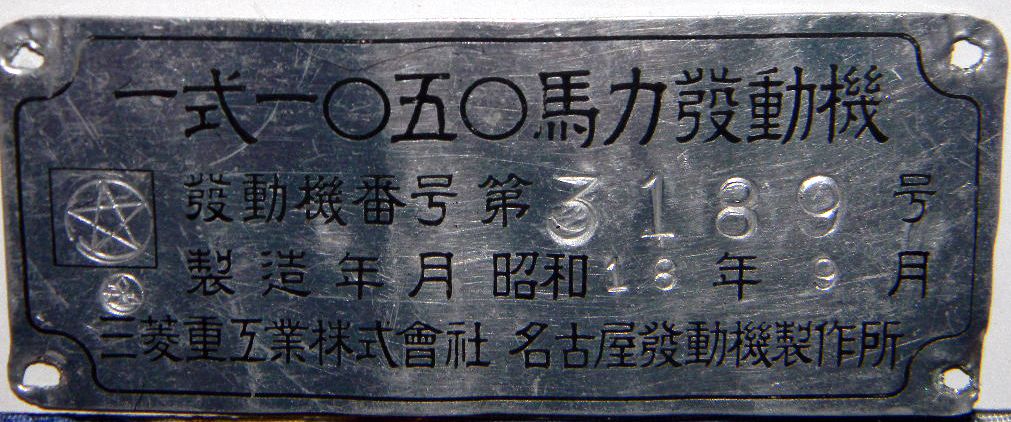 一式一〇五〇馬力發動機
發動機番号 第3189号
製造年月 昭和18年9月
三菱重工業株式會社 名古屋發動機製作所